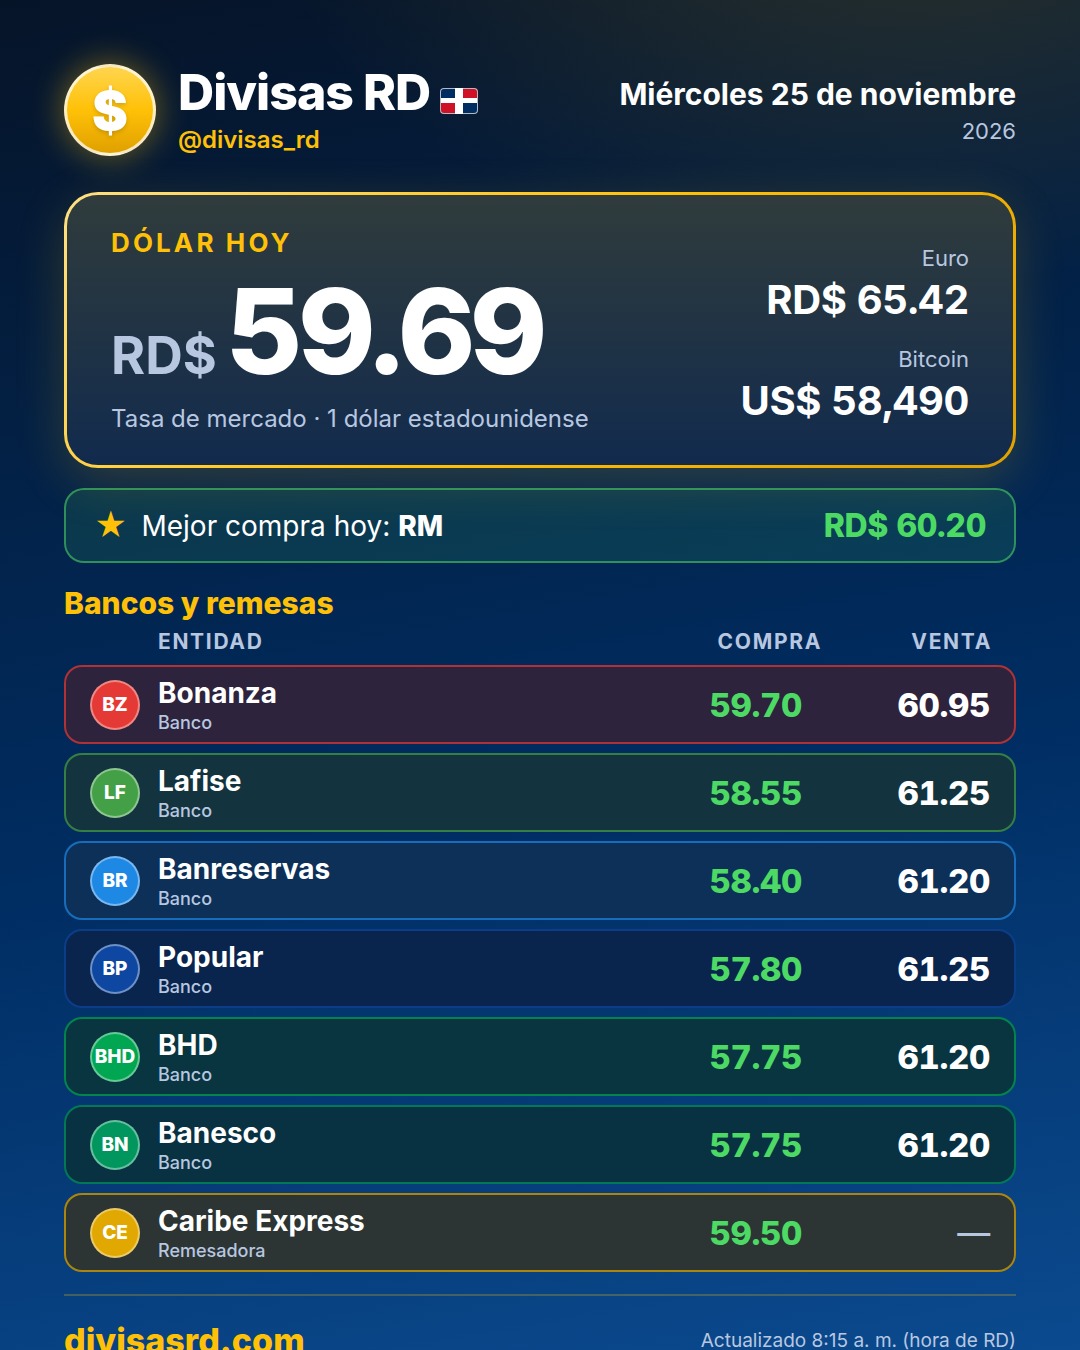 $
Divisas RD
@divisas_rd
Miércoles 25 de noviembre
2026
DÓLAR HOY
RD$ 59.69
Tasa de mercado · 1 dólar estadounidense
Euro
RD$ 65.42
Bitcoin
US$ 58,490
★ Mejor compra hoy: RM RD$ 60.20
Bancos y remesas
ENTIDAD COMPRA VENTA
BZ Bonanza 59.70 60.95
Banco
LF Lafise 58.55 61.25
Banco
BR Banreservas 58.40 61.20
Banco
BP Popular 57.80 61.25
Banco
BHD BHD 57.75 61.20
Banco
BN Banesco 57.75 61.20
Banco
CE Caribe Express 59.50 —
Remesadora
divisasrd.com Actualizado 8:15 a. m. (hora de RD)